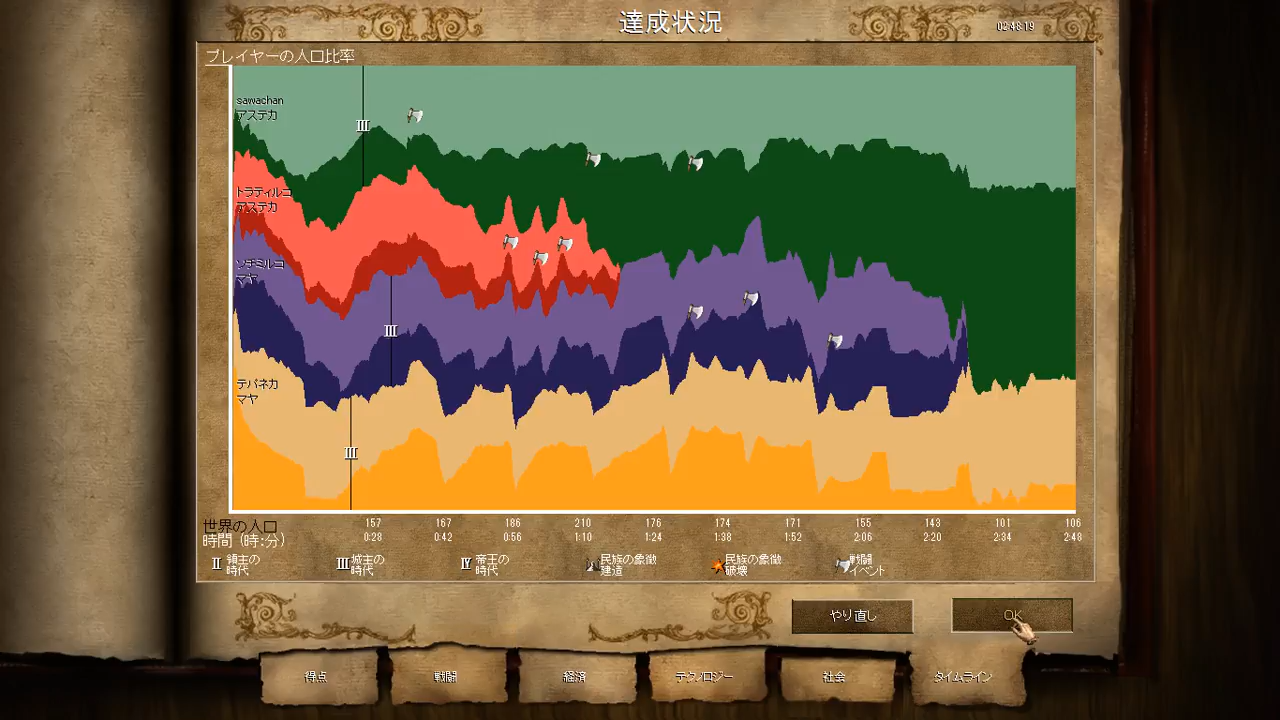 達成状況
02:48:19
プレイヤーの人口比率
sawachan
アステカ
III
トラティルコ
アステカ
ソチミルコ
マヤ
III
テパネカ
マヤ
III
世界の人口 157 167 186 210 176 174 171 155 143 101 106
時間 (時:分) 0:28 0:42 0:56 1:10 1:24 1:38 1:52 2:06 2:20 2:34 2:48
II 領主の時代 III 城主の時代 IV 帝王の時代 民族の象徴建造 民族の象徴破壊 戦闘イベント
やり直し OK
得点 戦闘 経済 テクノロジー 社会 タイムライン